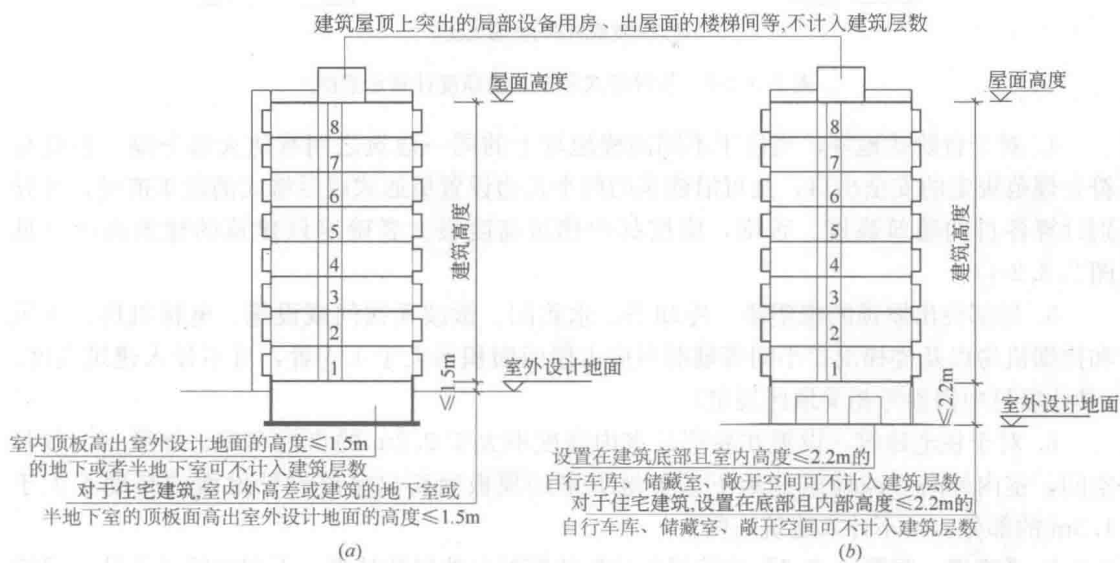 建筑屋顶上突出的局部设备用房、出屋面的楼梯间等,不计入建筑层数
屋面高度
8
7
6
5
4
3
2
1
建筑高度
≤1.5m
室外设计地面
室内顶板高出室外设计地面的高度≤1.5m
的地下或者半地下室可不计入建筑层数
对于住宅建筑,室内外高差或建筑的地下室或
半地下室的顶板面高出室外设计地面的高度≤1.5m
(a)
屋面高度
8
7
6
5
4
3
2
1
建筑高度
≤2.2m
室外设计地面
设置在建筑底部且室内高度≤2.2m的
自行车库、储藏室、敞开空间可不计入建筑层数
对于住宅建筑,设置在底部且内部高度≤2.2m的
自行车库、储藏室、敞开空间可不计入建筑层数
(b)